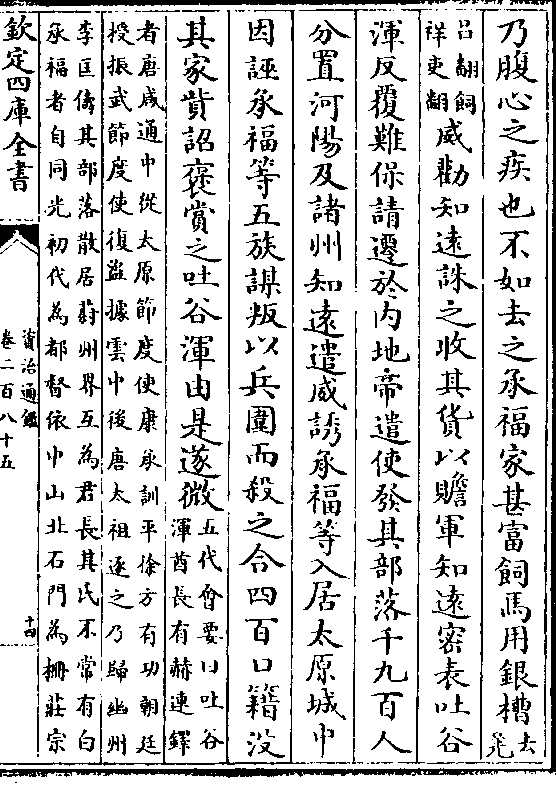 乃腹心之疾也不如去之承福家甚富飼馬用銀槽去羌
吕翻飼
祥吏翻
威勸知遠誅之收其貨以贍軍知遠密表吐谷
渾反覆難保請遷於内地帝遣使發其部落千九百人
分置河陽及諸州知遠遣威誘承福等入居太原城中
因誣承福等五族謀叛以兵圍而殺之合四百口籍没
其家貲詔褒賞之吐谷渾由是遂微
五代會要曰吐谷
渾酋長有赫連鐸
者唐咸通中從太原節度使康承訓平徐方有功朝廷
授振武節度使復盜據雲中後唐太祖逐之乃歸幽州
李匡儔其部落散居蔚州界互為君長其氏不常有白
承福者自同光初代為都督依中山北石門為栅莊宗
欽定四庫全書
資治通鑑
卷二百八十五
十四